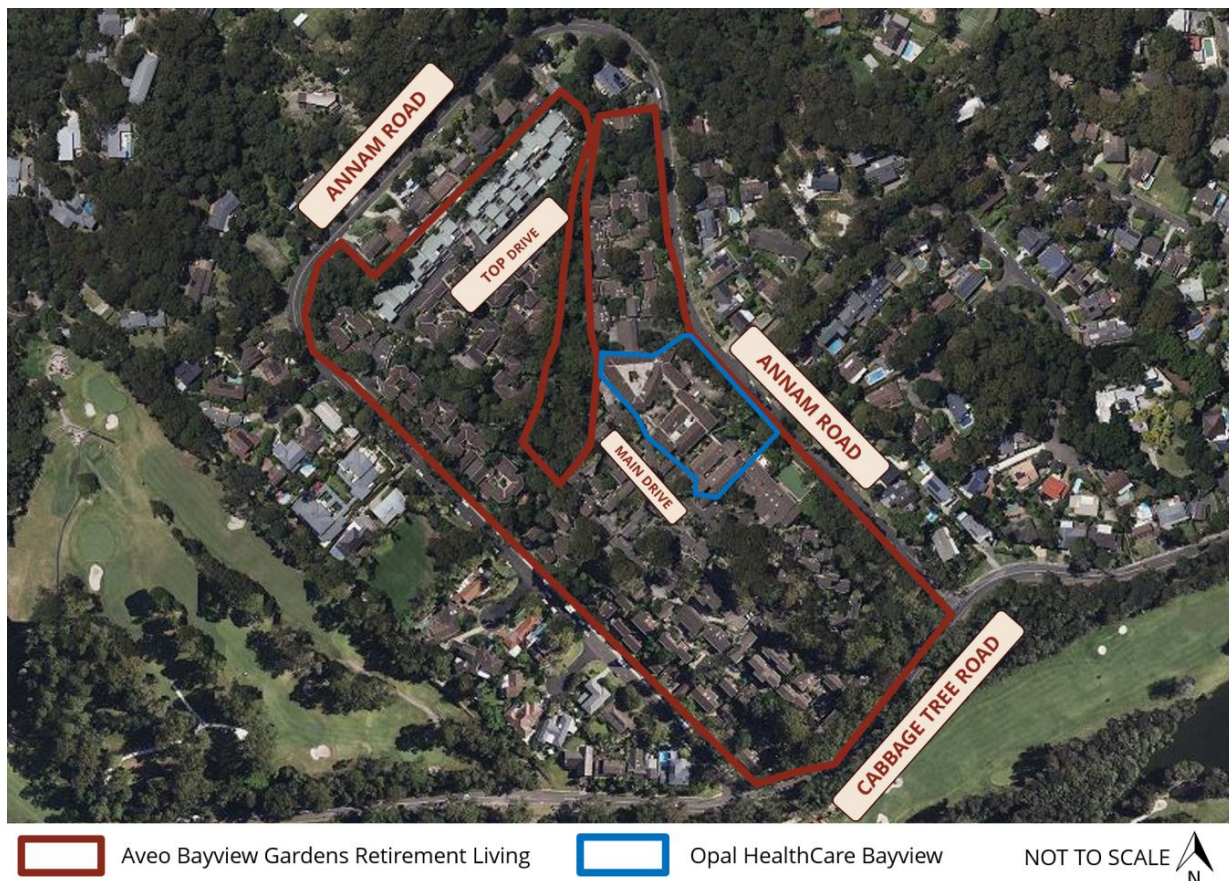 ANNAM ROAD
TOP DRIVE
ANNAM ROAD
MAIN DRIVE
CABBAGE TREE ROAD
Aveo Bayview Gardens Retirement Living
Opal HealthCare Bayview
NOT TO SCALE
N